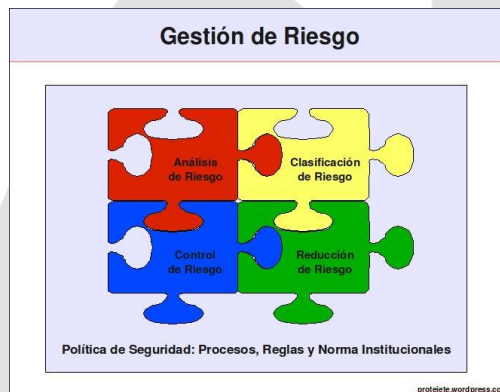 Gestión de Riesgo
Análisis
de Riesgo
Clasificación
de Riesgo
Control
de Riesgo
Reducción
de Riesgo
Política de Seguridad: Procesos, Reglas y Norma Institucionales
protejete.wordpress.co